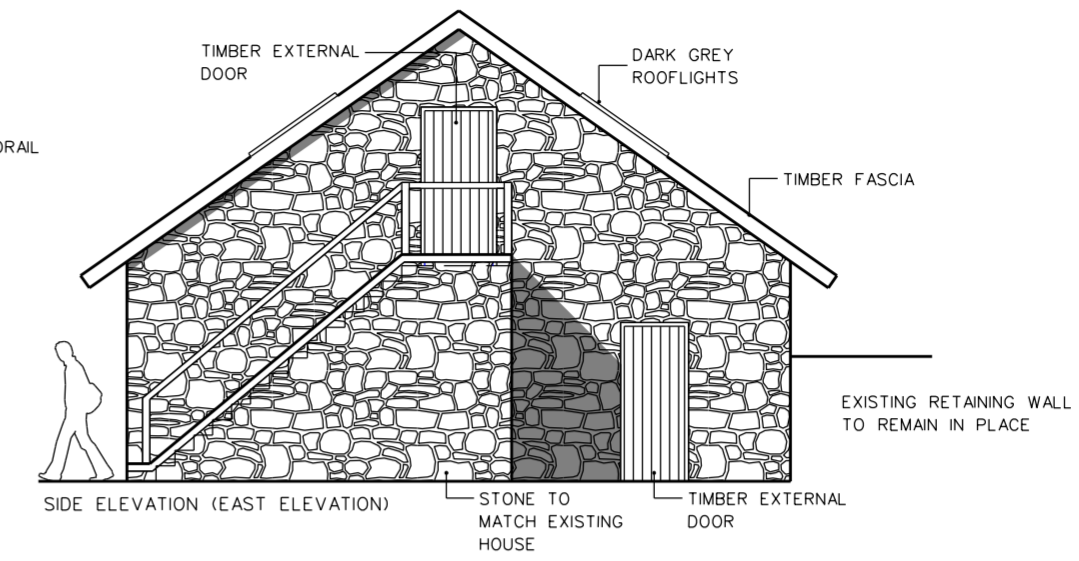 TIMBER EXTERNAL
DOOR
DARK GREY
ROOFLIGHTS
TIMBER FASCIA
EXISTING RETAINING WALL
TO REMAIN IN PLACE
SIDE ELEVATION (EAST ELEVATION)
STONE TO
MATCH EXISTING
HOUSE
TIMBER EXTERNAL
DOOR